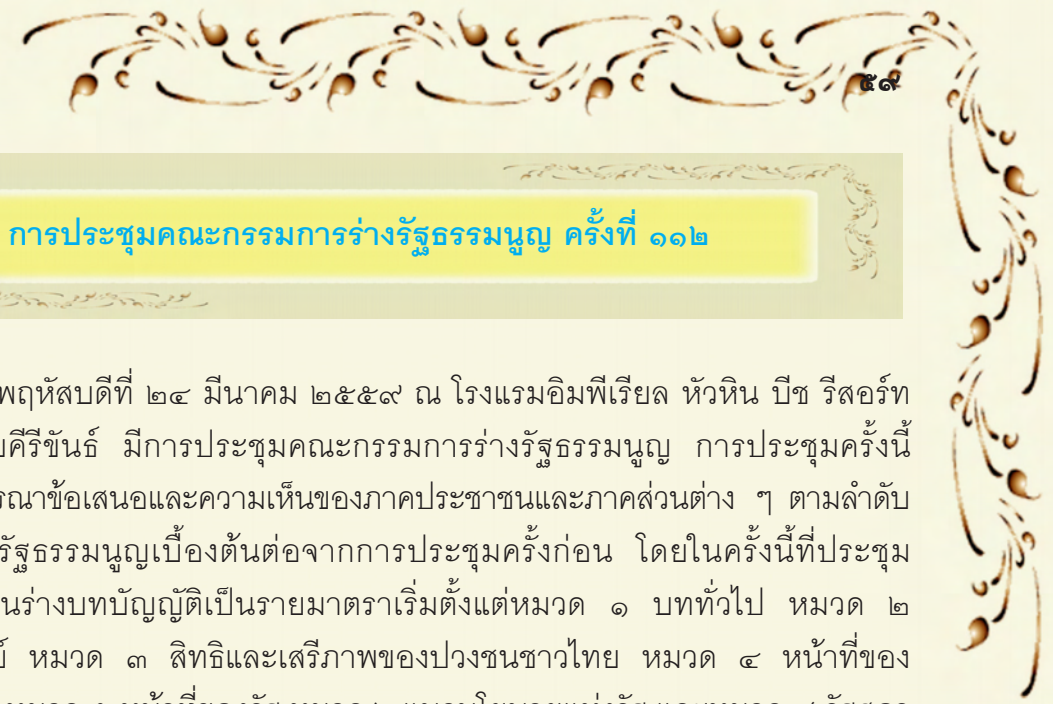 ๕๙
การประชุมคณะกรรมการร่างรัฐธรรมนูญ ครั้งที่ ๑๑๒
พฤหัสบดีที่ ๒๔ มีนาคม ๒๕๕๙ ณ โรงแรมอิมพีเรียล หัวหิน บีช รีสอร์ท
คีรีขันธ์ มีการประชุมคณะกรรมการร่างรัฐธรรมนูญ การประชุมครั้งนี้
รณาข้อเสนอและความเห็นของภาคประชาชนและภาคส่วนต่าง ๆ ตามลำดับ
รัฐธรรมนูญเบื้องต้นต่อจากการประชุมครั้งก่อน โดยในครั้งนี้ที่ประชุม
นร่างบทบัญญัติเป็นรายมาตราเริ่มตั้งแต่หมวด ๑ บททั่วไป หมวด ๒
หมวด ๓ สิทธิและเสรีภาพของปวงชนชาวไทย หมวด ๔ หน้าที่ของ